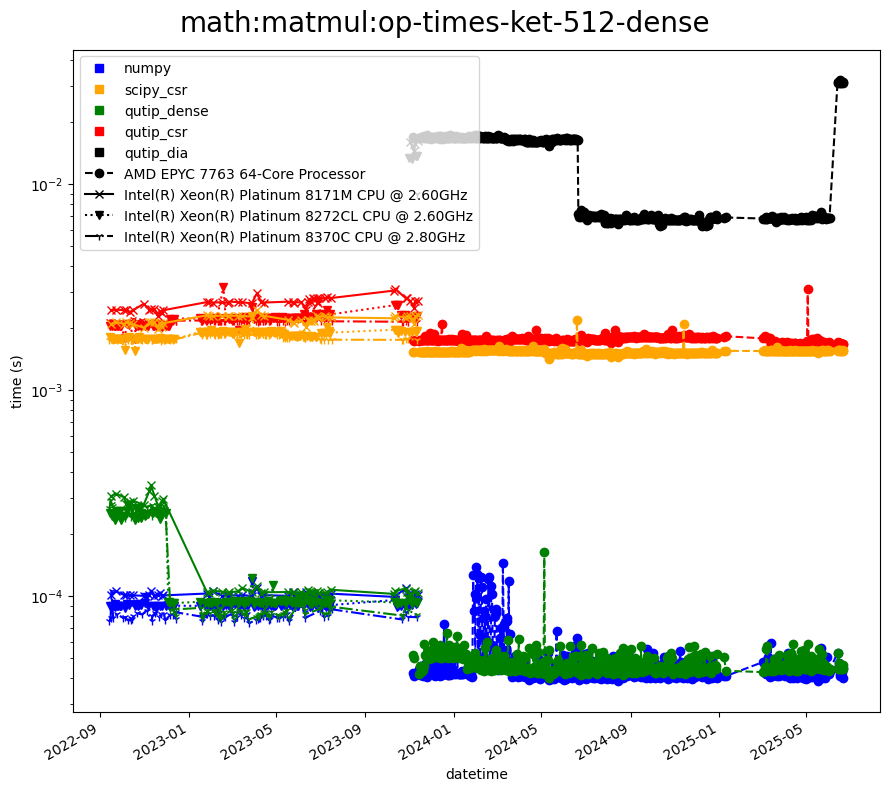 math:matmul:op-times-ket-512-dense
numpy
scipy_csr
qutip_dense
qutip_csr
qutip_dia
AMD EPYC 7763 64-Core Processor
Intel(R) Xeon(R) Platinum 8171M CPU @ 2.60GHz
Intel(R) Xeon(R) Platinum 8272CL CPU @ 2.60GHz
Intel(R) Xeon(R) Platinum 8370C CPU @ 2.80GHz
time (s)
10⁻²
10⁻³
10⁻⁴
2022-09
2023-01
2023-05
2023-09
2024-01
2024-05
2024-09
2025-01
2025-05
datetime